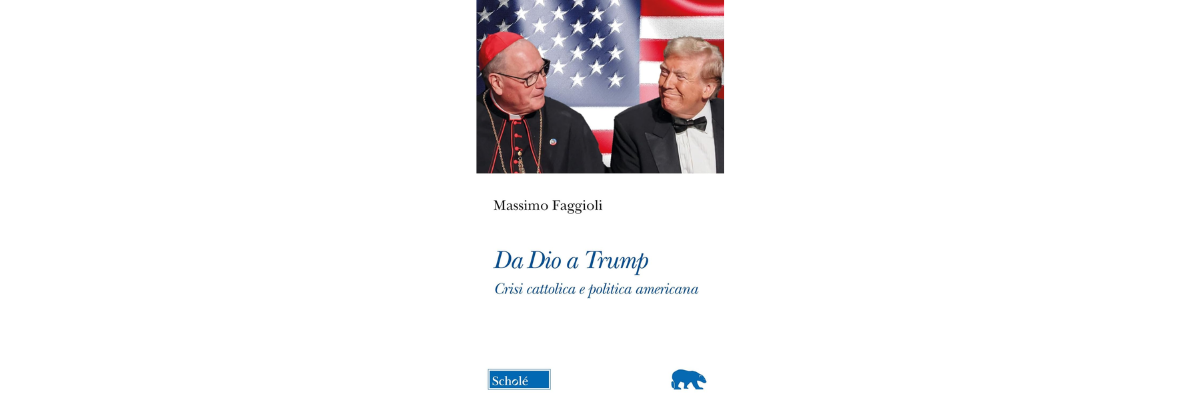 Massimo Faggioli
Da Dio a Trump
Crisi cattolica e politica americana
Scholé